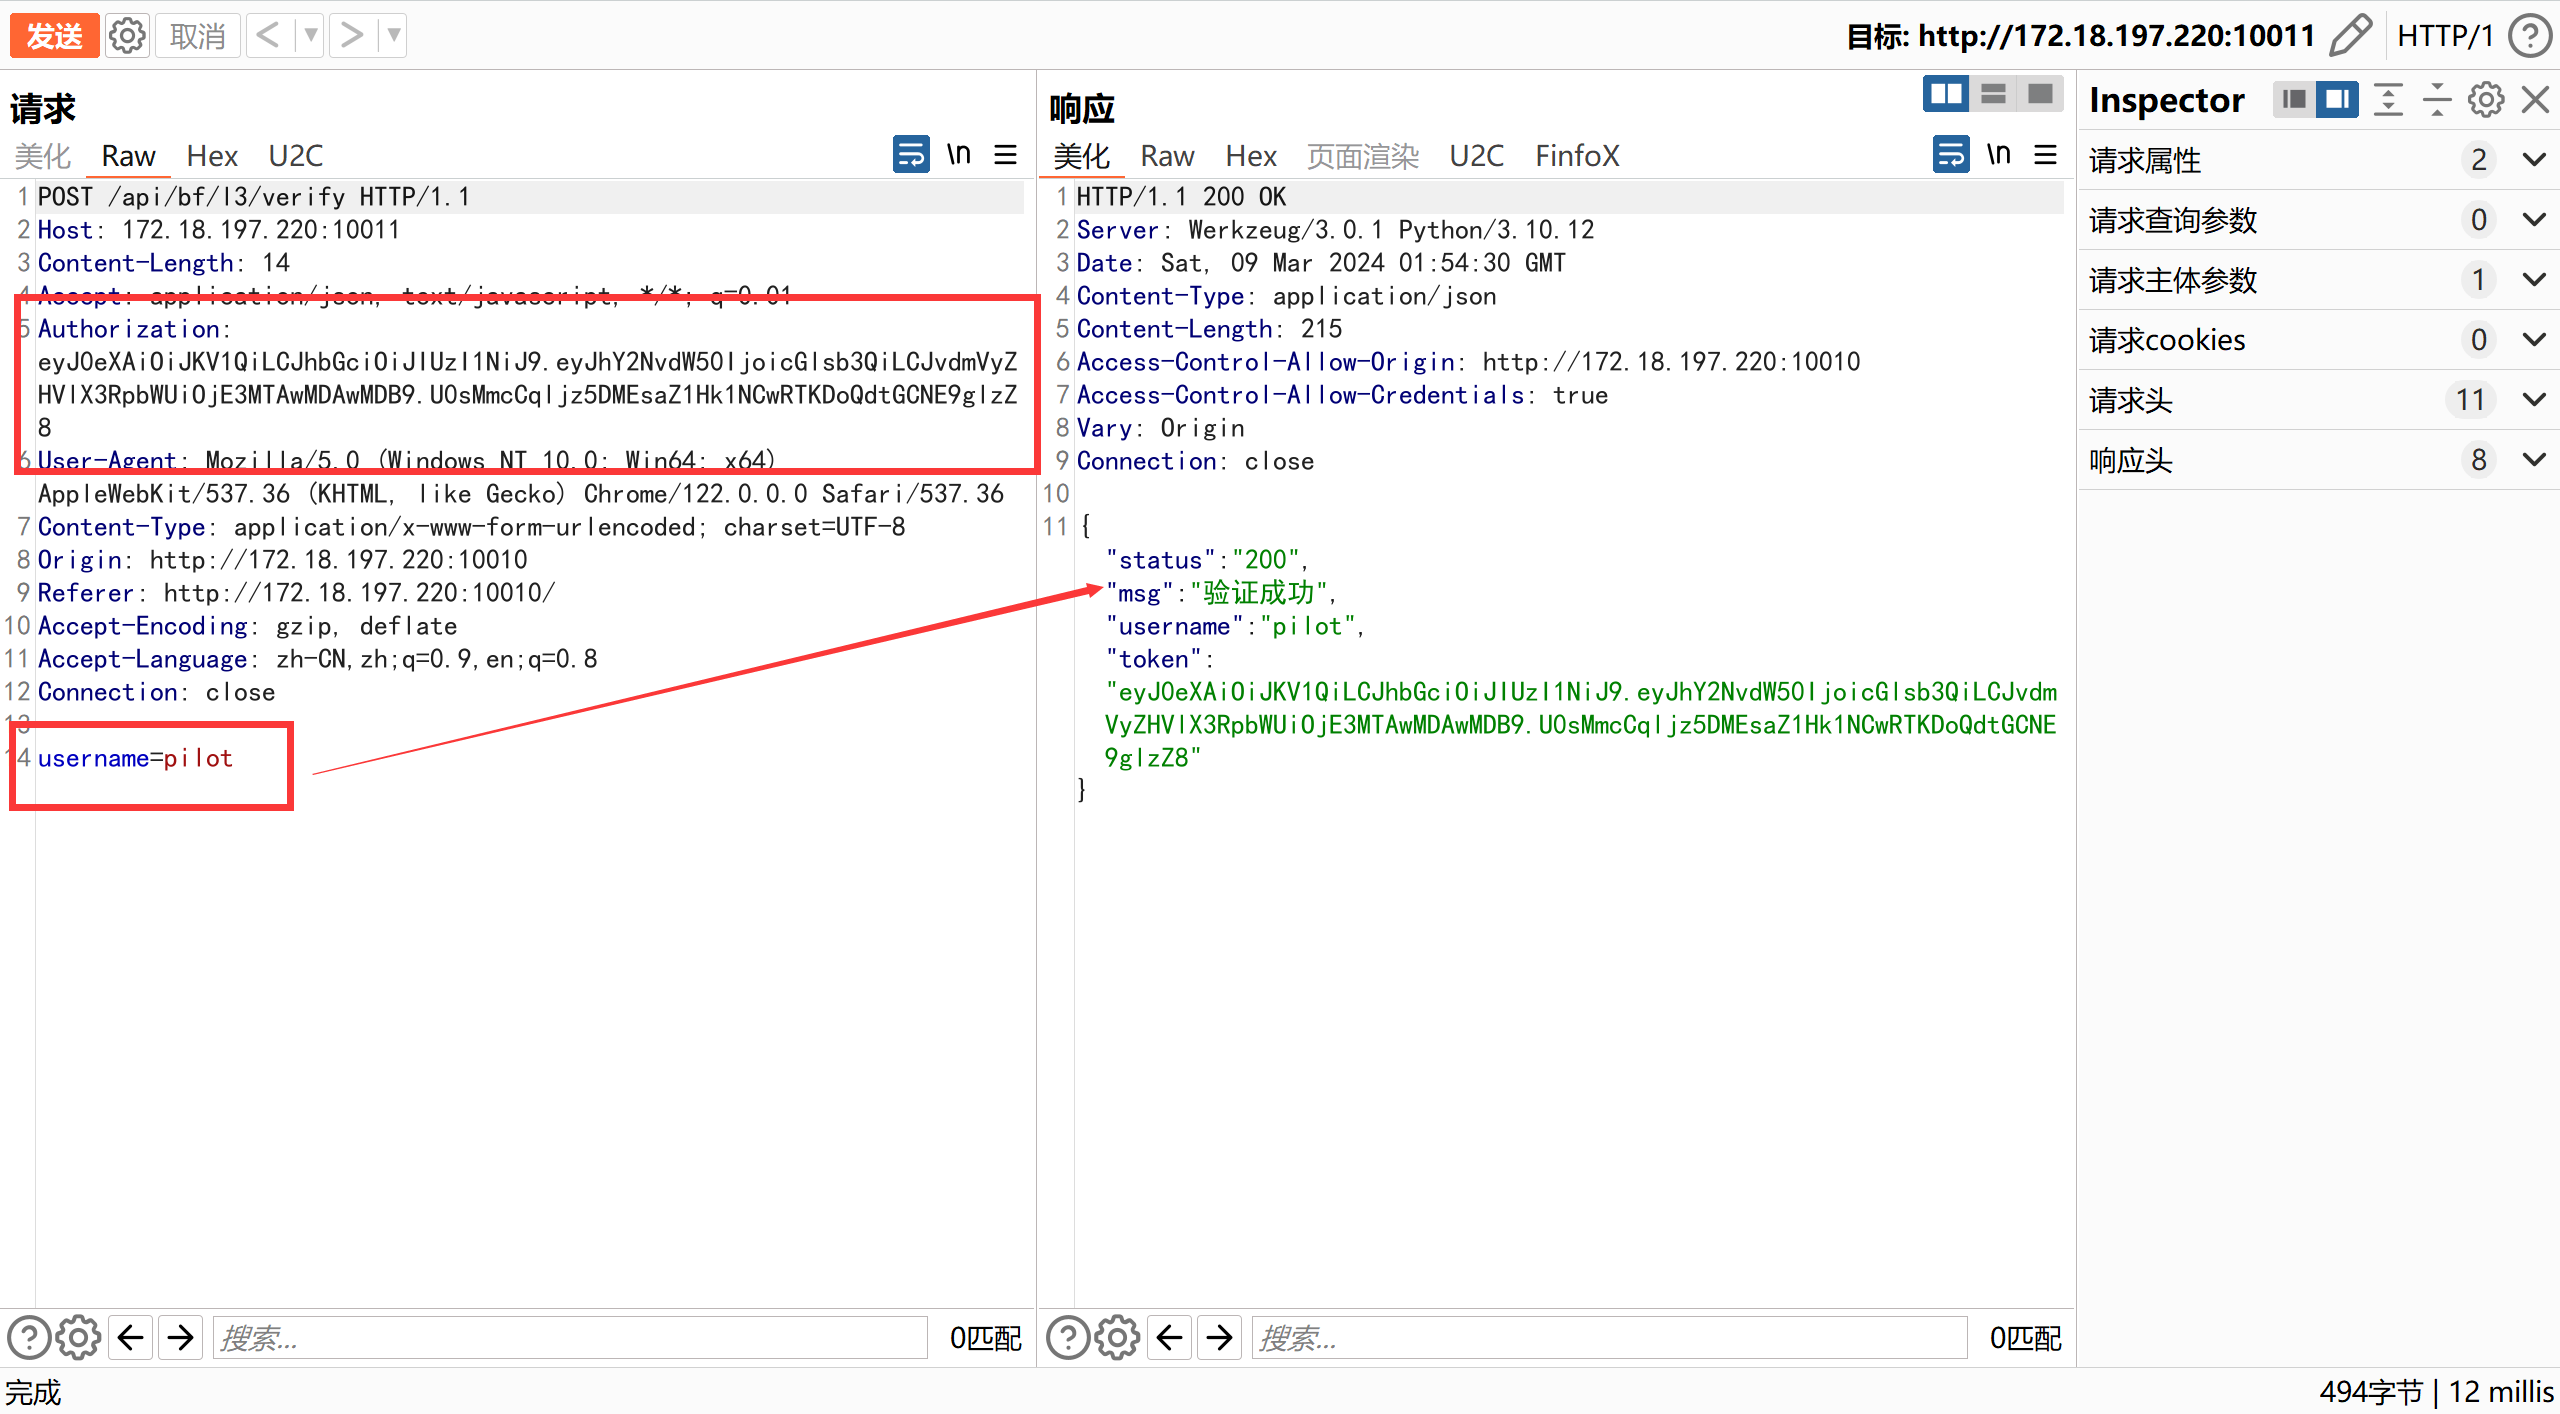 发送 取消 目标: http://172.18.197.220:10011 HTTP/1
请求
美化 Raw Hex U2C \n
1 POST /api/bf/l3/verify HTTP/1.1
2 Host: 172.18.197.220:10011
3 Content-Length: 14
4 Accept: application/json, text/javascript, */*; q=0.01
5 Authorization:
eyJ0eXAiOiJKV1QiLCJhbGciOiJIUzI1NiJ9.eyJhY2NvdW50IjoicGlsb3QiLCJvdmVyZ
HVlX3RpbWUiOjE3MTAwMDAwMDB9.U0sMmcCqljz5DMEsaZ1Hk1NCwRTKDoQdtGCNE9glzZ
8
6 User-Agent: Mozilla/5.0 (Windows NT 10.0; Win64; x64)
AppleWebKit/537.36 (KHTML, like Gecko) Chrome/122.0.0.0 Safari/537.36
7 Content-Type: application/x-www-form-urlencoded; charset=UTF-8
8 Origin: http://172.18.197.220:10010
9 Referer: http://172.18.197.220:10010/
10 Accept-Encoding: gzip, deflate
11 Accept-Language: zh-CN,zh;q=0.9,en;q=0.8
12 Connection: close
13
14 username=pilot
搜索... 0匹配
响应
美化 Raw Hex 页面渲染 U2C FinfoX \n
1 HTTP/1.1 200 OK
2 Server: Werkzeug/3.0.1 Python/3.10.12
3 Date: Sat, 09 Mar 2024 01:54:30 GMT
4 Content-Type: application/json
5 Content-Length: 215
6 Access-Control-Allow-Origin: http://172.18.197.220:10010
7 Access-Control-Allow-Credentials: true
8 Vary: Origin
9 Connection: close
10
11 {
"status":"200",
"msg":"验证成功",
"username":"pilot",
"token":
"eyJ0eXAiOiJKV1QiLCJhbGciOiJIUzI1NiJ9.eyJhY2NvdW50IjoicGlsb3QiLCJvdm
VyZHVlX3RpbWUiOjE3MTAwMDAwMDB9.U0sMmcCqljz5DMEsaZ1Hk1NCwRTKDoQdtGCNE
9glzZ8"
}
搜索... 0匹配
Inspector
请求属性 2
请求查询参数 0
请求主体参数 1
请求cookies 0
请求头 11
响应头 8
完成 494字节 | 12 millis